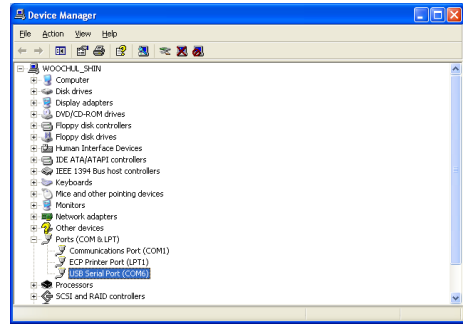 Device Manager
File Action View Help
WOOCHUL_SHIN
Computer
Disk drives
Display adapters
DVD/CD-ROM drives
Floppy disk controllers
Floppy disk drives
Human Interface Devices
IDE ATA/ATAPI controllers
IEEE 1394 Bus host controllers
Keyboards
Mice and other pointing devices
Monitors
Network adapters
Other devices
Ports (COM & LPT)
Communications Port (COM1)
ECP Printer Port (LPT1)
USB Serial Port (COM6)
Processors
SCSI and RAID controllers